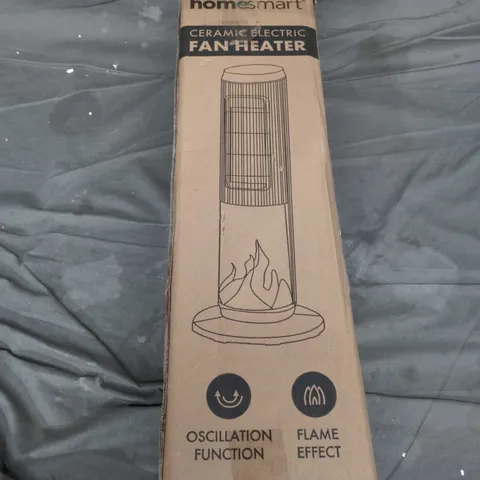 homesmart®
CERAMIC ELECTRIC
FAN HEATER
OSCILLATION FUNCTION
FLAME EFFECT